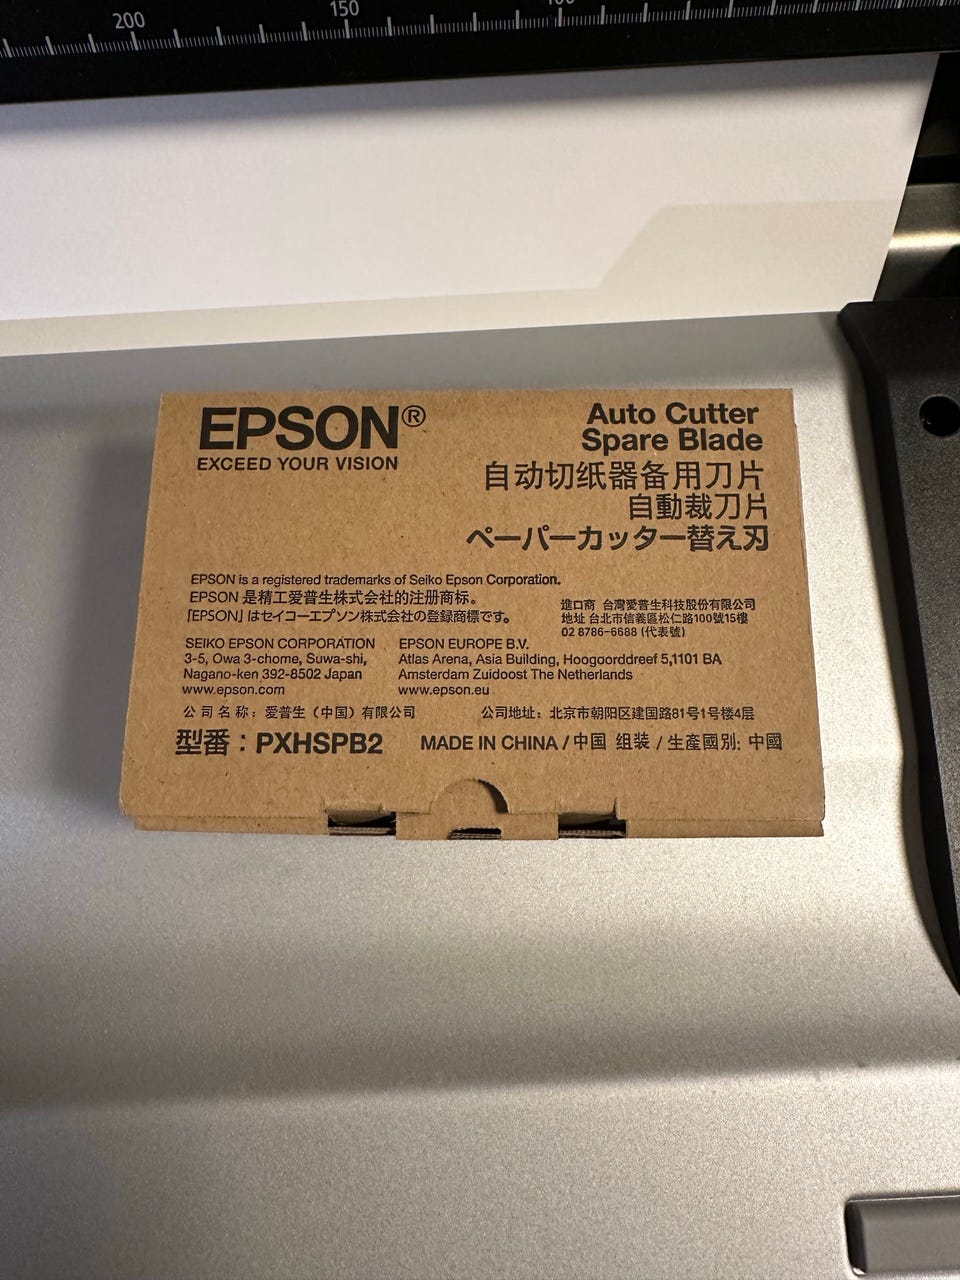 200
150
EPSON®
EXCEED YOUR VISION
Auto Cutter
Spare Blade
自动切纸器备用刀片
自動裁刀片
ペーパーカッター替え刃
EPSON is a registered trademarks of Seiko Epson Corporation.
EPSON 是精工爱普生株式会社的注册商标。
「EPSON」はセイコーエプソン株式会社の登録商標です。
進口商 台灣愛普生科技股份有限公司
地址 台北市信義區松仁路100號15樓
02 8786-6688 (代表號)
SEIKO EPSON CORPORATION
3-5, Owa 3-chome, Suwa-shi,
Nagano-ken 392-8502 Japan
www.epson.com
EPSON EUROPE B.V.
Atlas Arena, Asia Building, Hoogoorddreef 5,1101 BA
Amsterdam Zuidoost The Netherlands
www.epson.eu
公司名称：爱普生（中国）有限公司
公司地址：北京市朝阳区建国路81号1号楼4层
型番：PXHSPB2
MADE IN CHINA / 中国 组装 / 生產國別: 中國